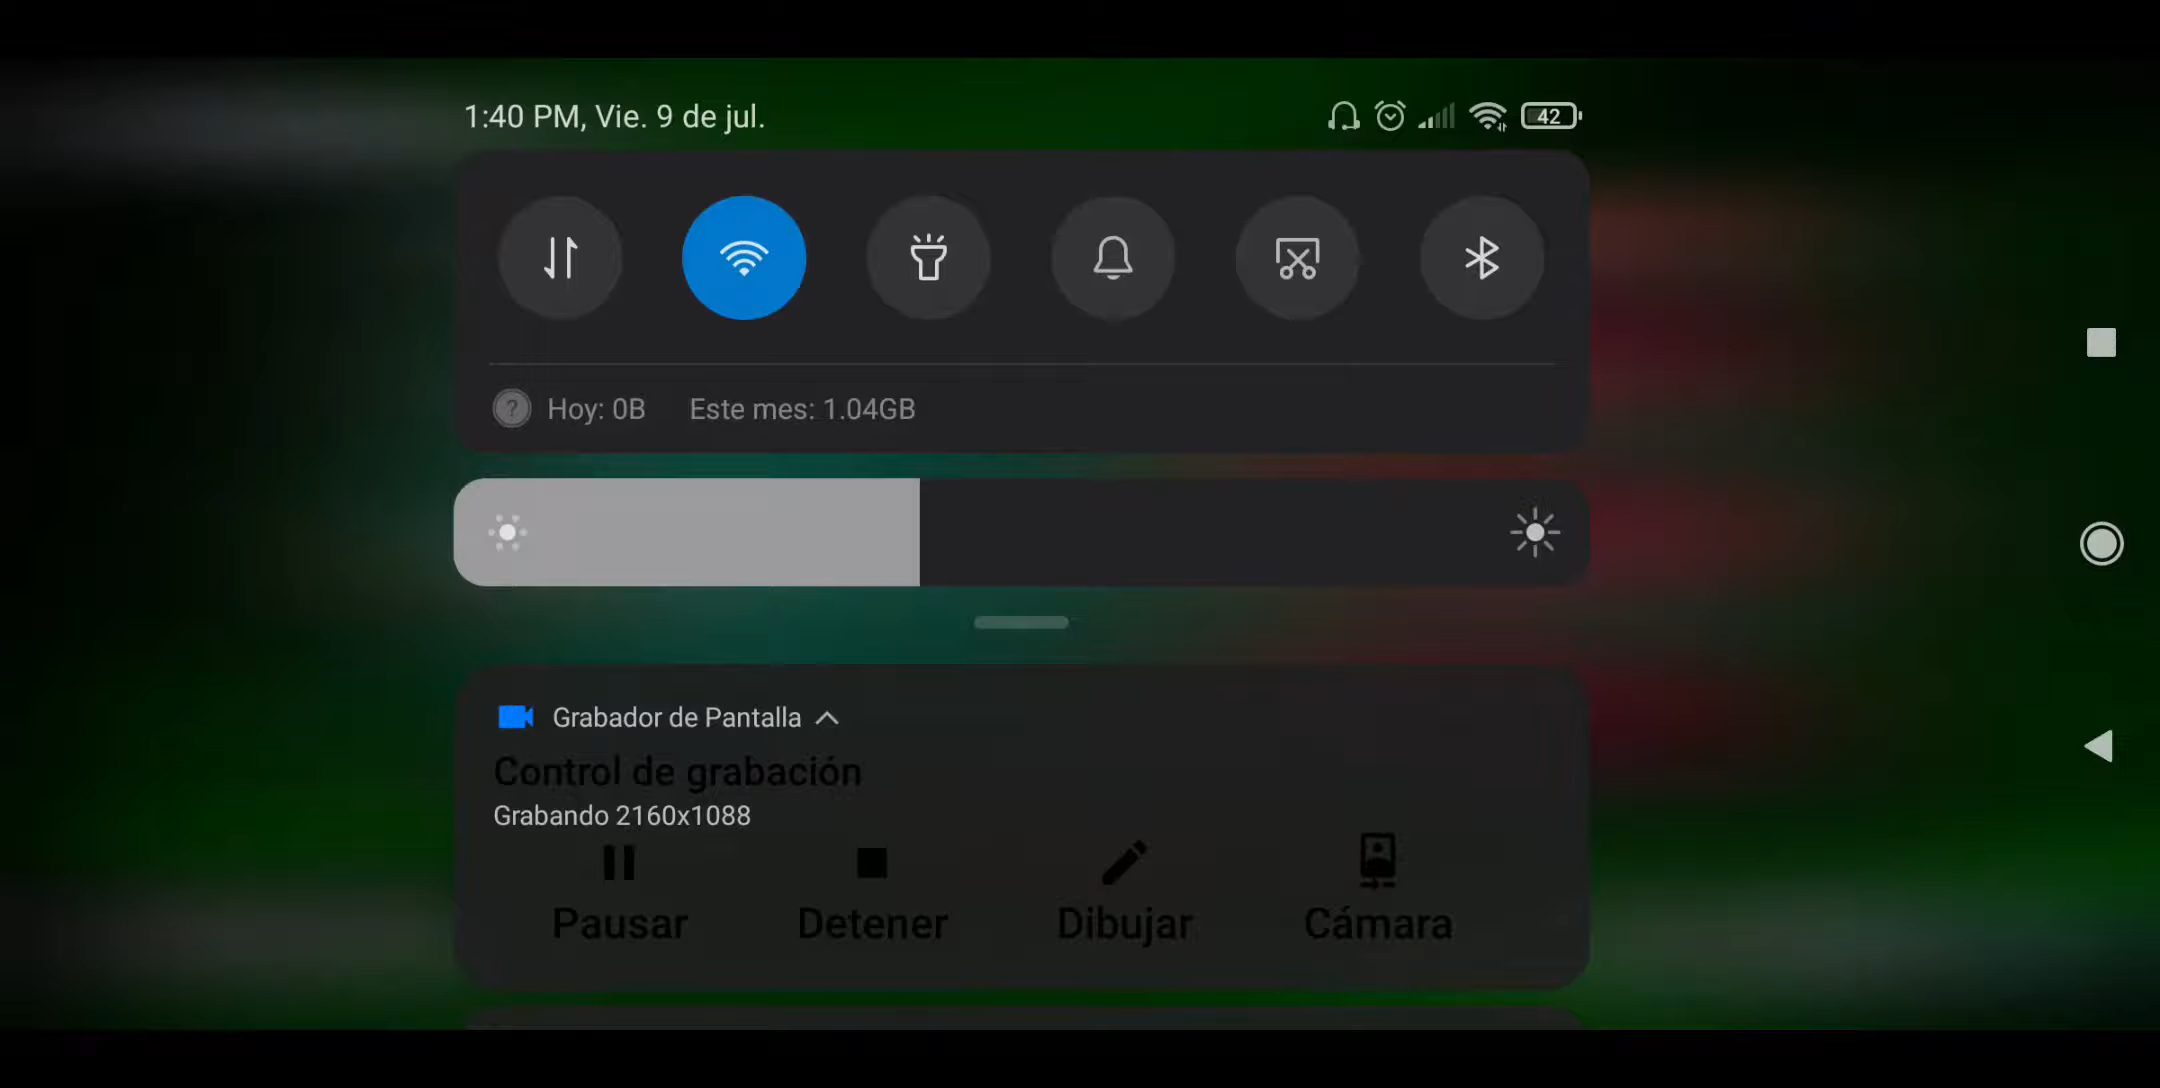 1:40 PM, Vie. 9 de jul.
42
Hoy: 0B Este mes: 1.04GB
Grabador de Pantalla
Control de grabación
Grabando 2160x1088
Pausar Detener Dibujar Cámara